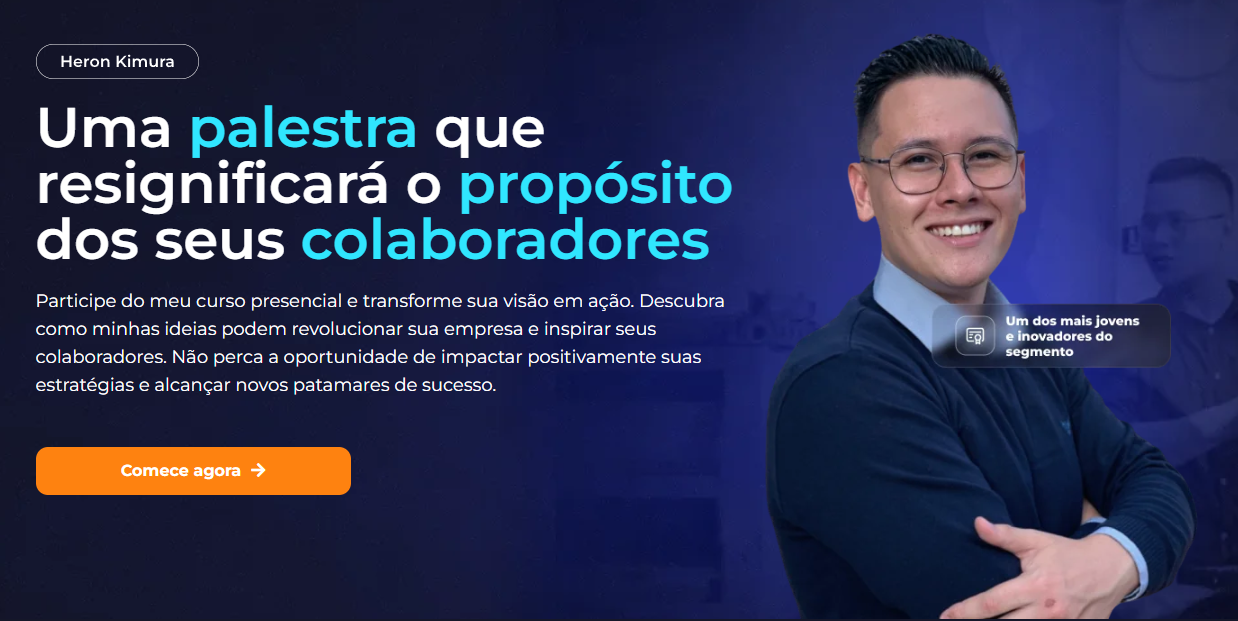 Heron Kimura
Uma palestra que
resignificará o propósito
dos seus colaboradores
Participe do meu curso presencial e transforme sua visão em ação. Descubra
como minhas ideias podem revolucionar sua empresa e inspirar seus
colaboradores. Não perca a oportunidade de impactar positivamente suas
estratégias e alcançar novos patamares de sucesso.
Comece agora →
Um dos mais jovens
e inovadores do
segmento